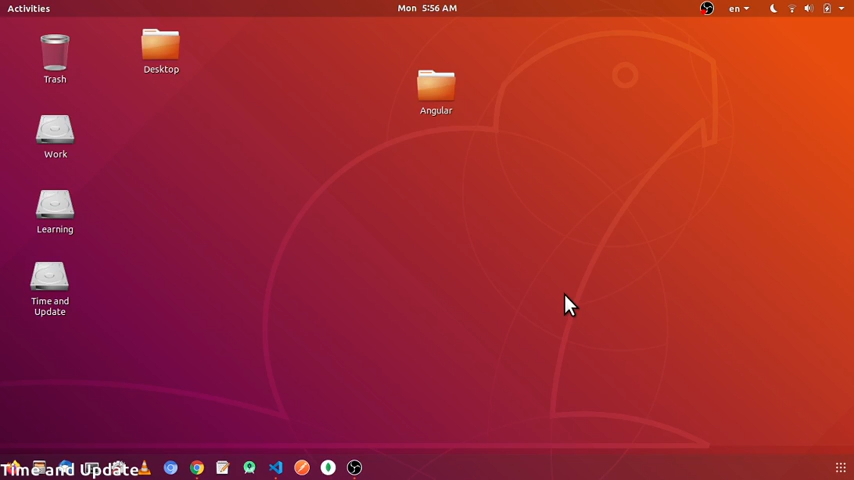 Activities
Mon 5:56 AM
en
Trash
Desktop
Angular
Work
Learning
Time and
Update
Time and Update